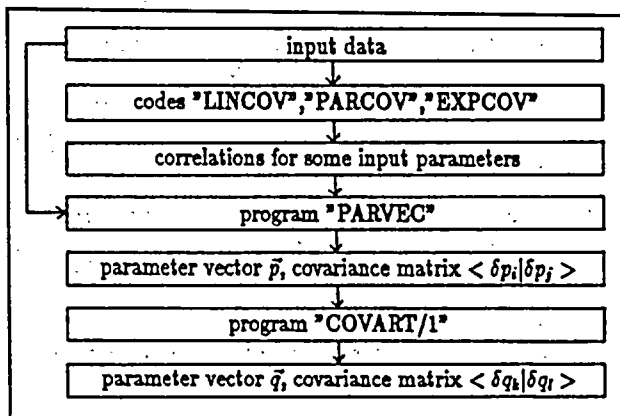 input data
codes "LINCOV","PARCOV","EXPCOV"
correlations for some input parameters
program "PARVEC"
parameter vector p⃗, covariance matrix < δpᵢ|δpⱼ >
program "COVART/1"
parameter vector q⃗, covariance matrix < δqₖ|δqₗ >